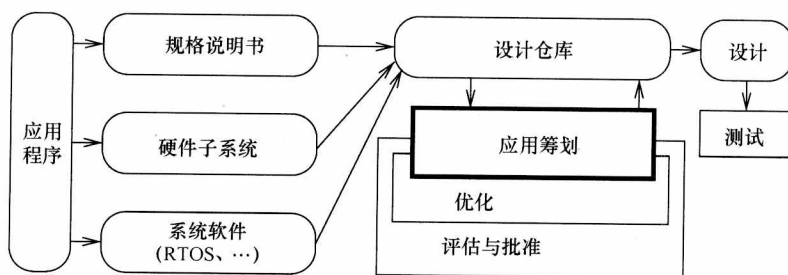 应用
程序
规格说明书
硬件子系统
系统软件
(RTOS、…)
设计仓库
应用筹划
优化
评估与批准
设计
测试